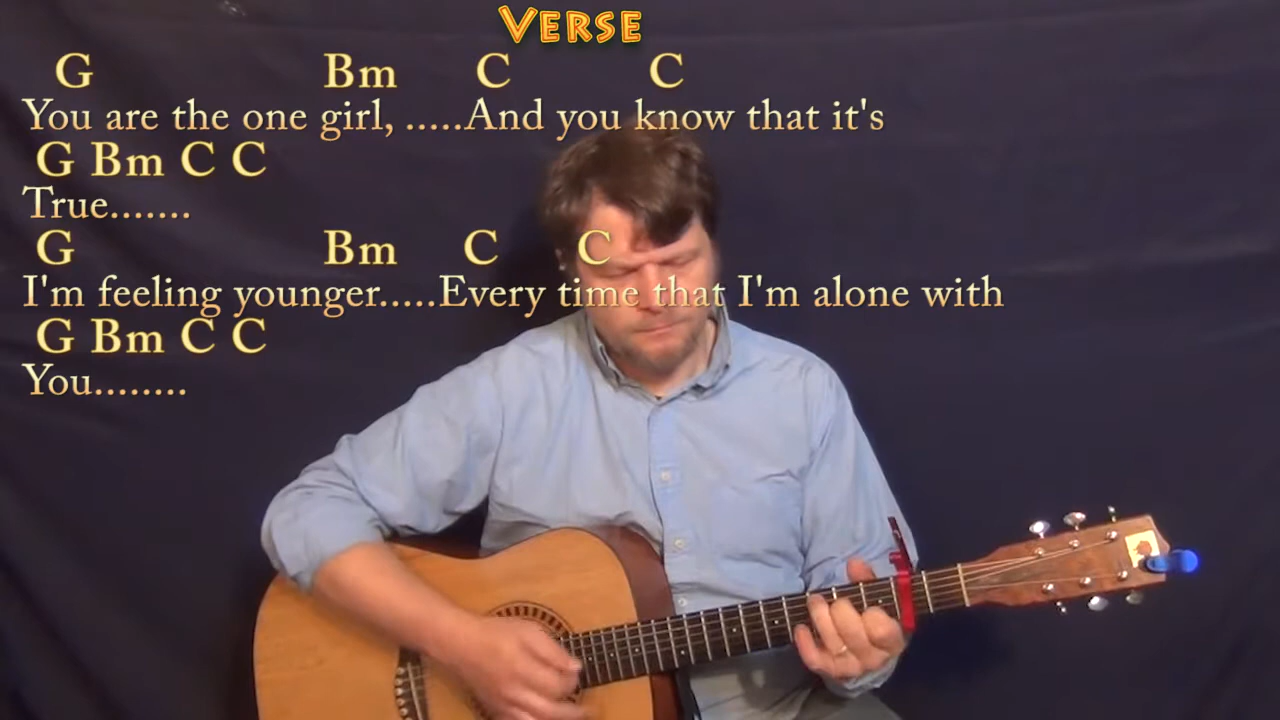 VERSE
G Bm C C
You are the one girl, .....And you know that it's
G Bm C C
True.......
G Bm C C
I'm feeling younger.....Every time that I'm alone with
G Bm C C
You........